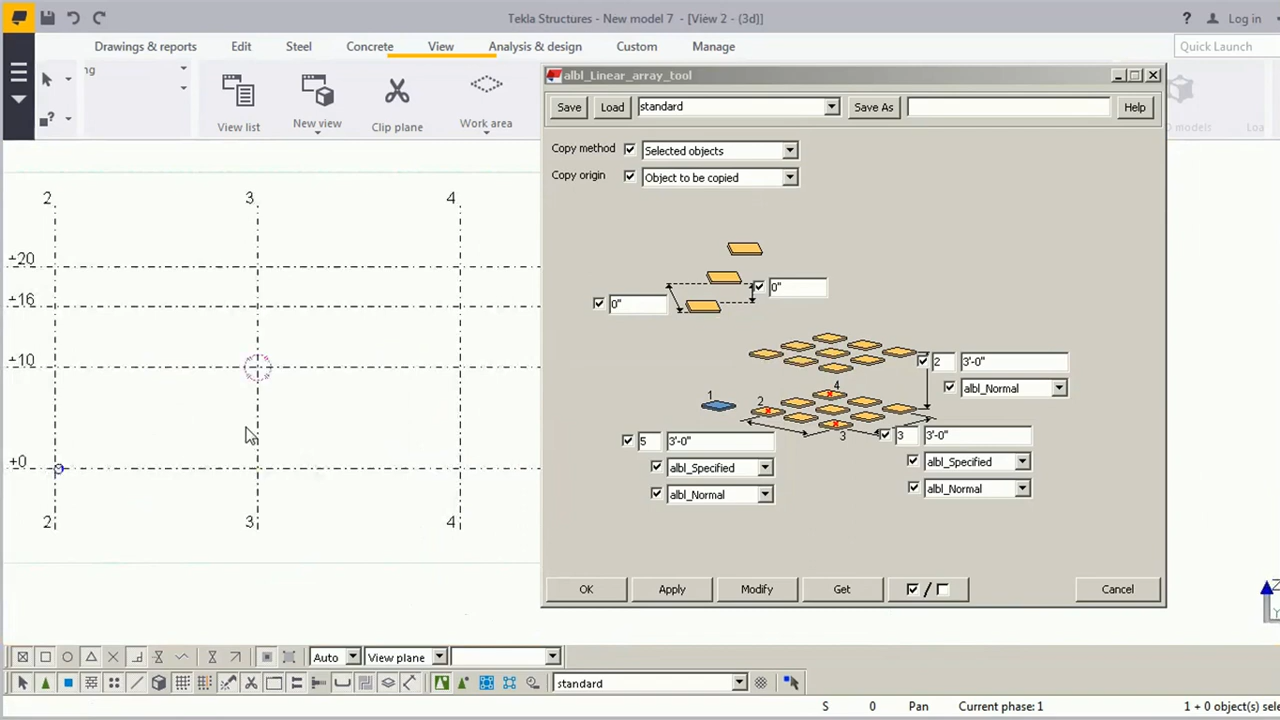 Tekla Structures - New model 7 - [View 2 - (3d)]
? Log in
Drawings & reports Edit Steel Concrete View Analysis & design Custom Manage
Quick Launch
ng
View list New view Clip plane Work area
models Loa
albl_Linear_array_tool
Save Load standard Save As Help
Copy method Selected objects
Copy origin Object to be copied
2 3 4
+20
+16
+10
+0
2 3 4
0"
0"
2 3'-0"
albl_Normal
1 2 3 4
5 3'-0"
albl_Specified
albl_Normal
3 3'-0"
albl_Specified
albl_Normal
OK Apply Modify Get / Cancel
Z
Y
Auto View plane
standard
S 0 Pan Current phase: 1 1 + 0 object(s) sele